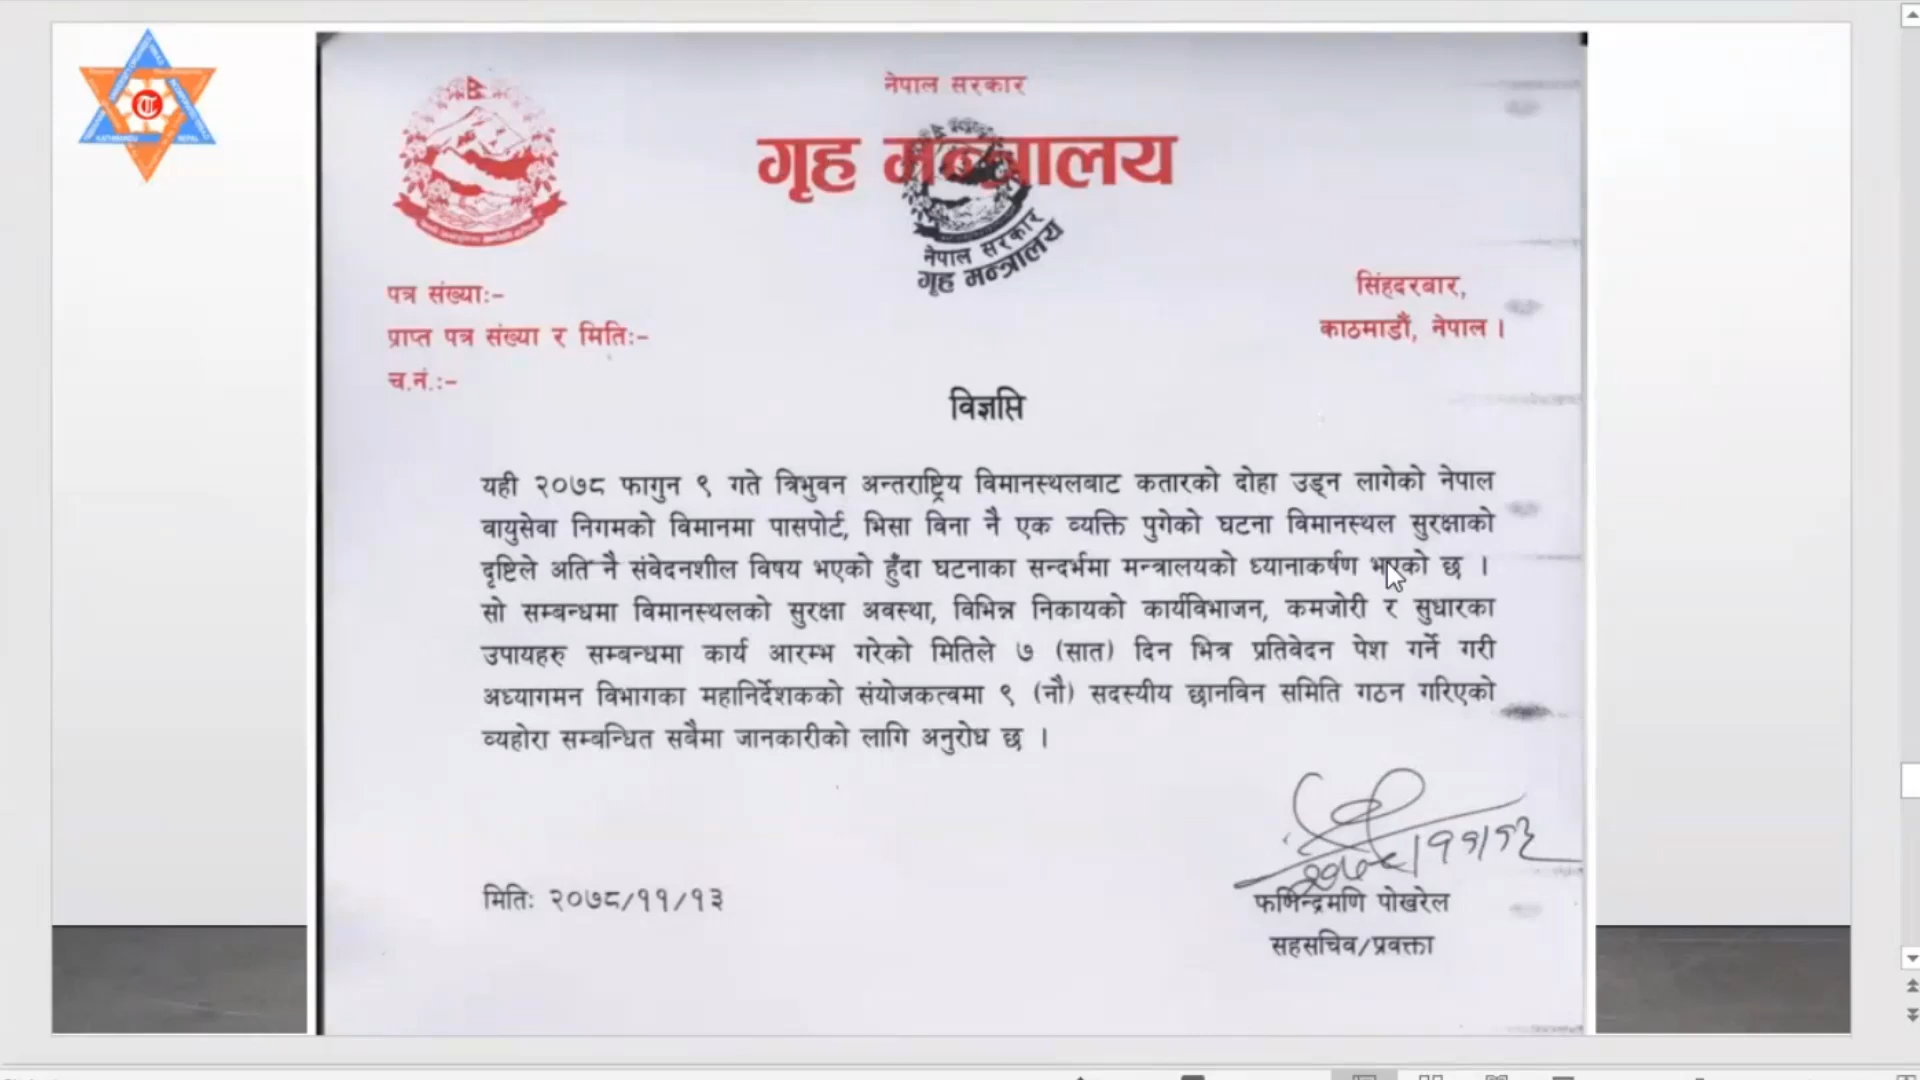 नेपाल सरकार
गृह मन्त्रालय
नेपाल सरकार
गृह मन्त्रालय
पत्र संख्याः-
प्राप्त पत्र संख्या र मितिः-
च.नं.ः-
सिंहदरबार,
काठमाडौं, नेपाल ।
विज्ञप्ति
यही २०७८ फागुन ९ गते त्रिभुवन अन्तराष्ट्रिय विमानस्थलबाट कतारको दोहा उड्न लागेको नेपाल
वायुसेवा निगमको विमानमा पासपोर्ट, भिसा विना नै एक व्यक्ति पुगेको घटना विमानस्थल सुरक्षाको
दृष्टिले अति नै संवेदनशील विषय भएको हुँदा घटनाका सन्दर्भमा मन्त्रालयको ध्यानाकर्षण भएको छ ।
सो सम्बन्धमा विमानस्थलको सुरक्षा अवस्था, विभिन्न निकायको कार्यविभाजन, कमजोरी र सुधारका
उपायहरु सम्बन्धमा कार्य आरम्भ गरेको मितिले ७ (सात) दिन भित्र प्रतिवेदन पेश गर्ने गरी
अध्यागमन विभागका महानिर्देशकको संयोजकत्वमा ९ (नौ) सदस्यीय छानविन समिति गठन गरिएको
व्यहोरा सम्बन्धित सबैमा जानकारीको लागि अनुरोध छ ।
२०७८/११/१३
मितिः २०७८/११/१३
फणिन्द्रमणि पोखरेल
सहसचिव/प्रवक्ता